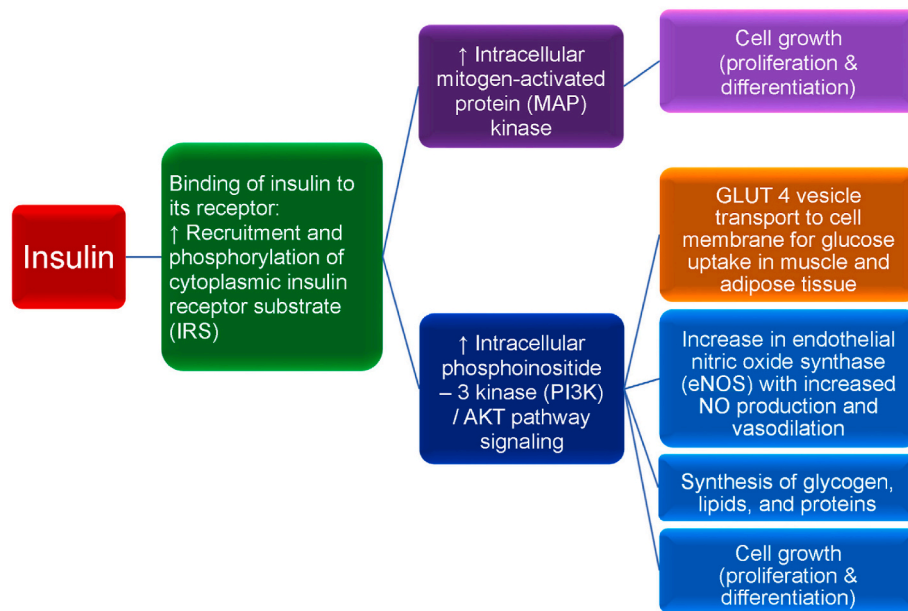 Insulin
Binding of insulin to
its receptor:
↑ Recruitment and
phosphorylation of
cytoplasmic insulin
receptor substrate
(IRS)
↑ Intracellular
mitogen-activated
protein (MAP)
kinase
Cell growth
(proliferation &
differentiation)
↑ Intracellular
phosphoinositide
– 3 kinase (PI3K)
/ AKT pathway
signaling
GLUT 4 vesicle
transport to cell
membrane for glucose
uptake in muscle and
adipose tissue
Increase in endothelial
nitric oxide synthase
(eNOS) with increased
NO production and
vasodilation
Synthesis of glycogen,
lipids, and proteins
Cell growth
(proliferation &
differentiation)